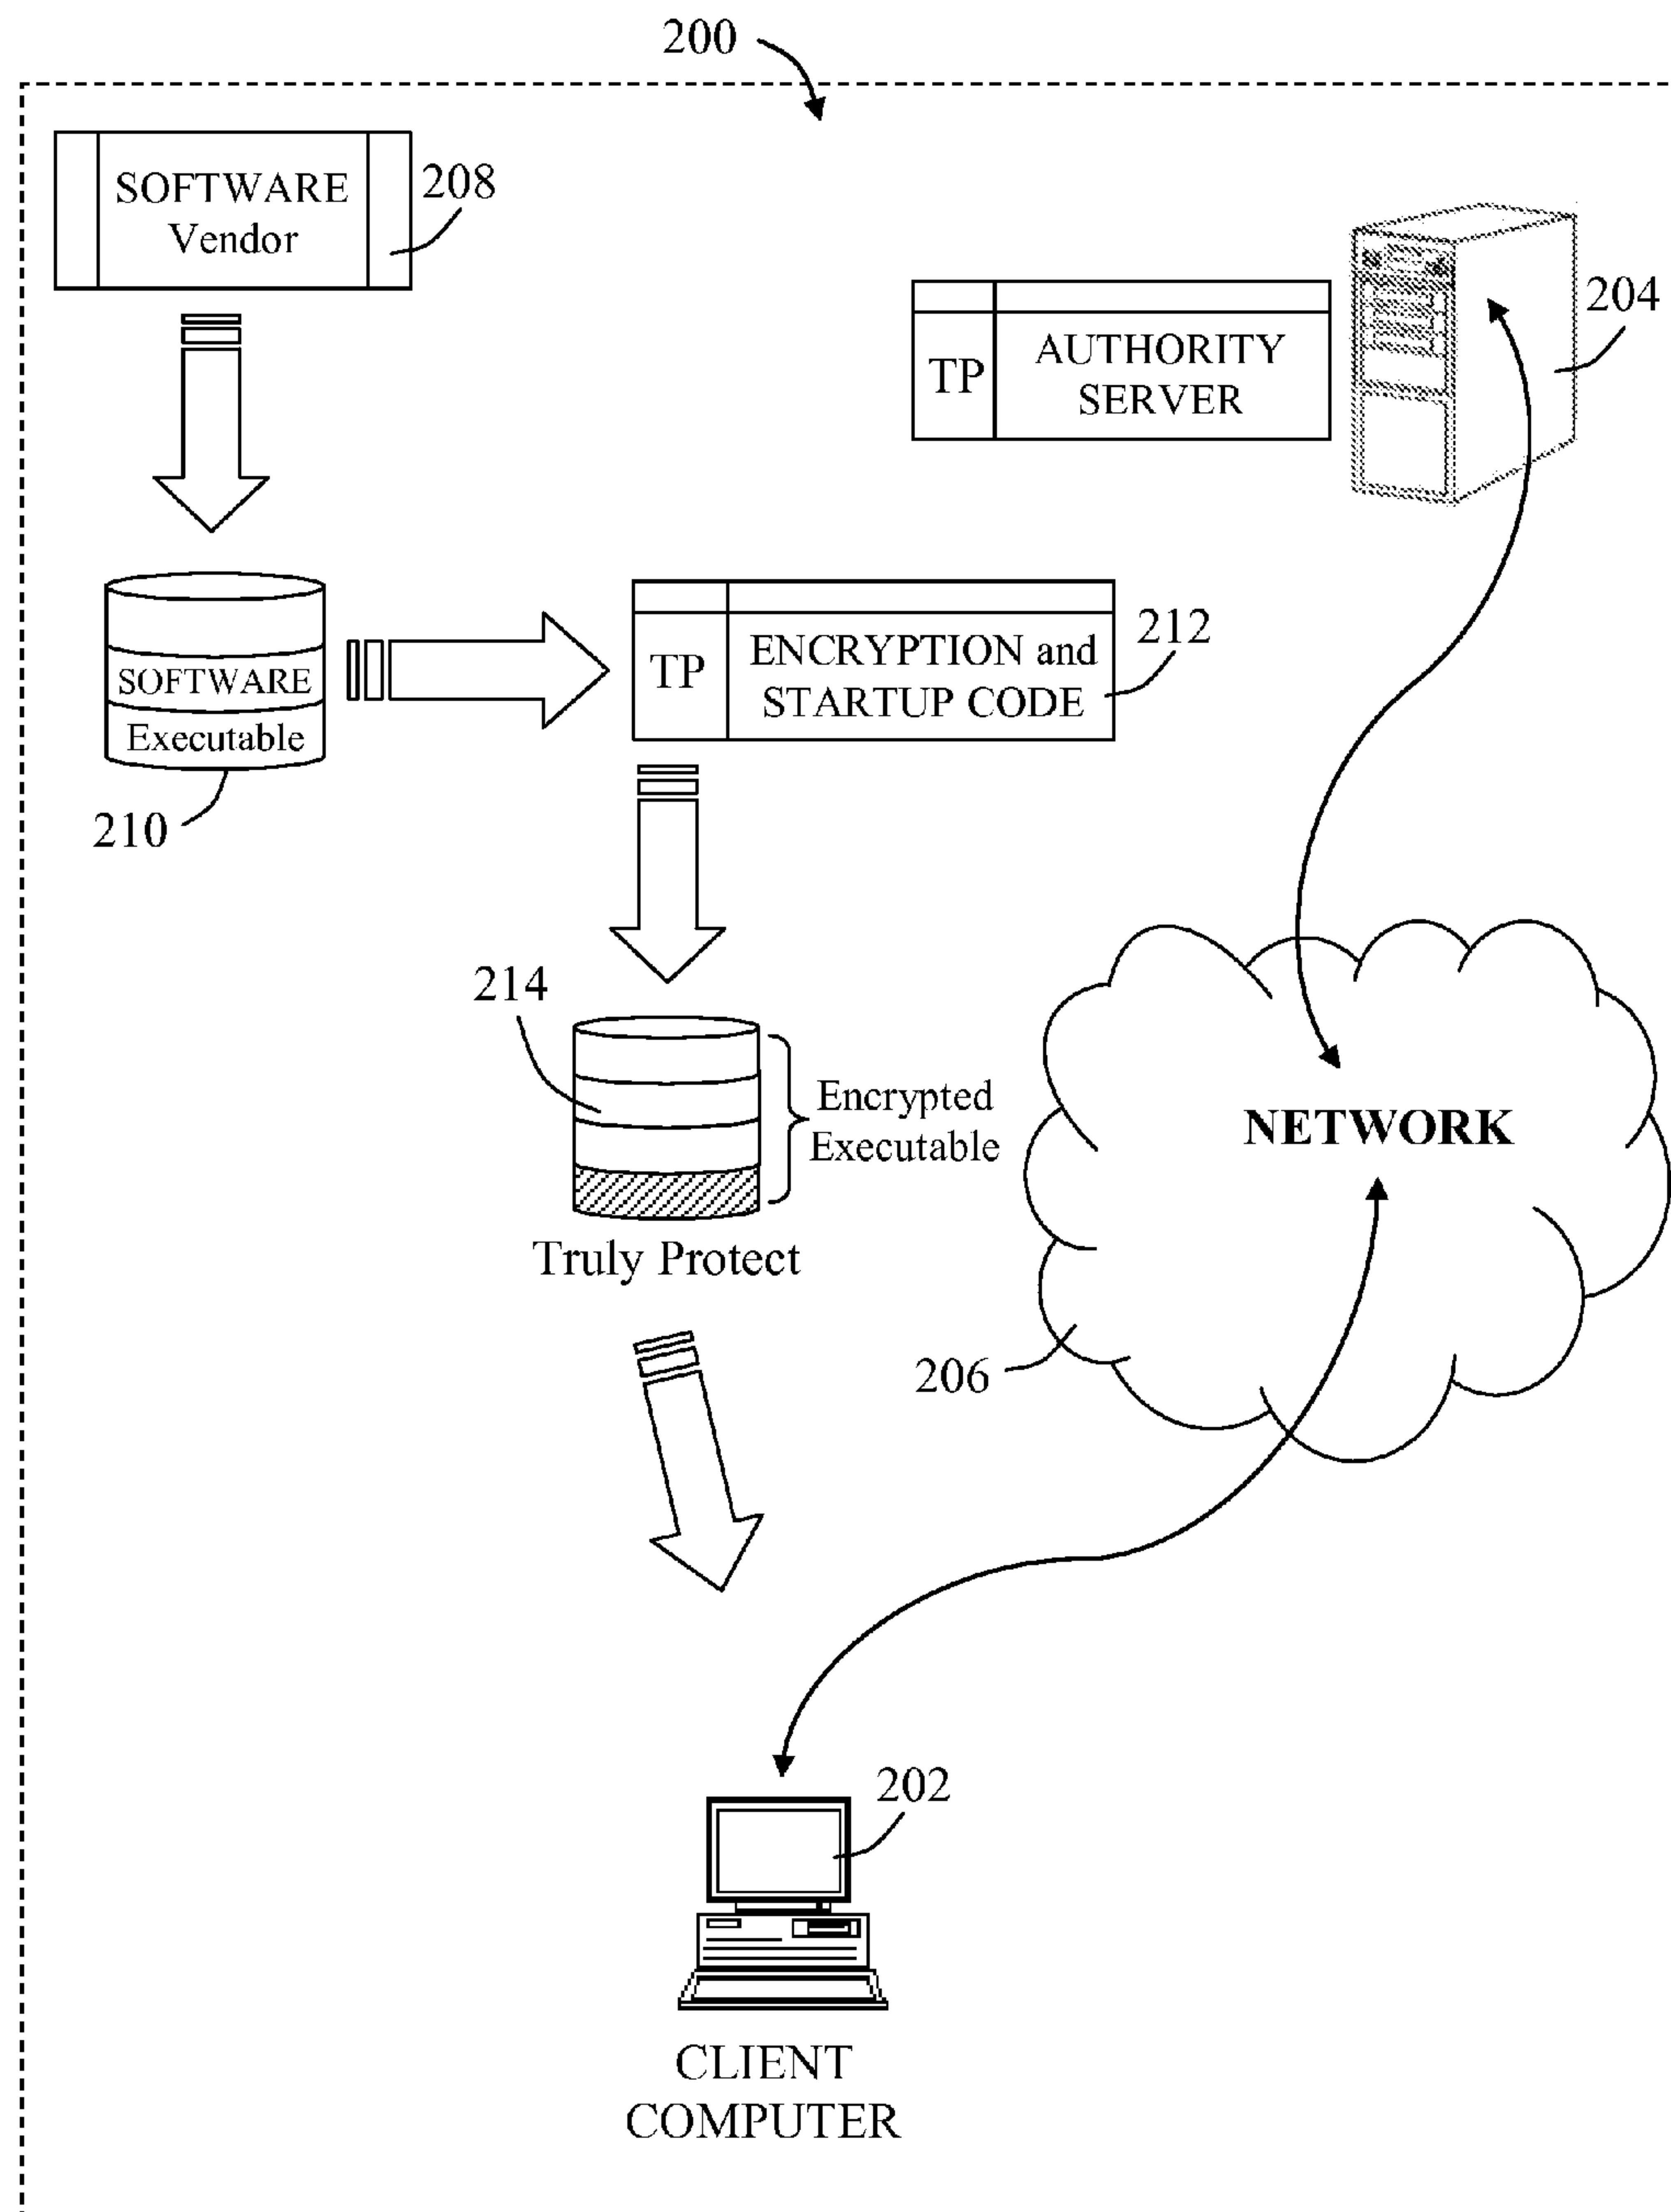 200
SOFTWARE
Vendor
208
204
TP
AUTHORITY
SERVER
SOFTWARE
Executable
210
TP
ENCRYPTION and
STARTUP CODE
212
214
Encrypted
Executable
Truly Protect
NETWORK
206
202
CLIENT
COMPUTER